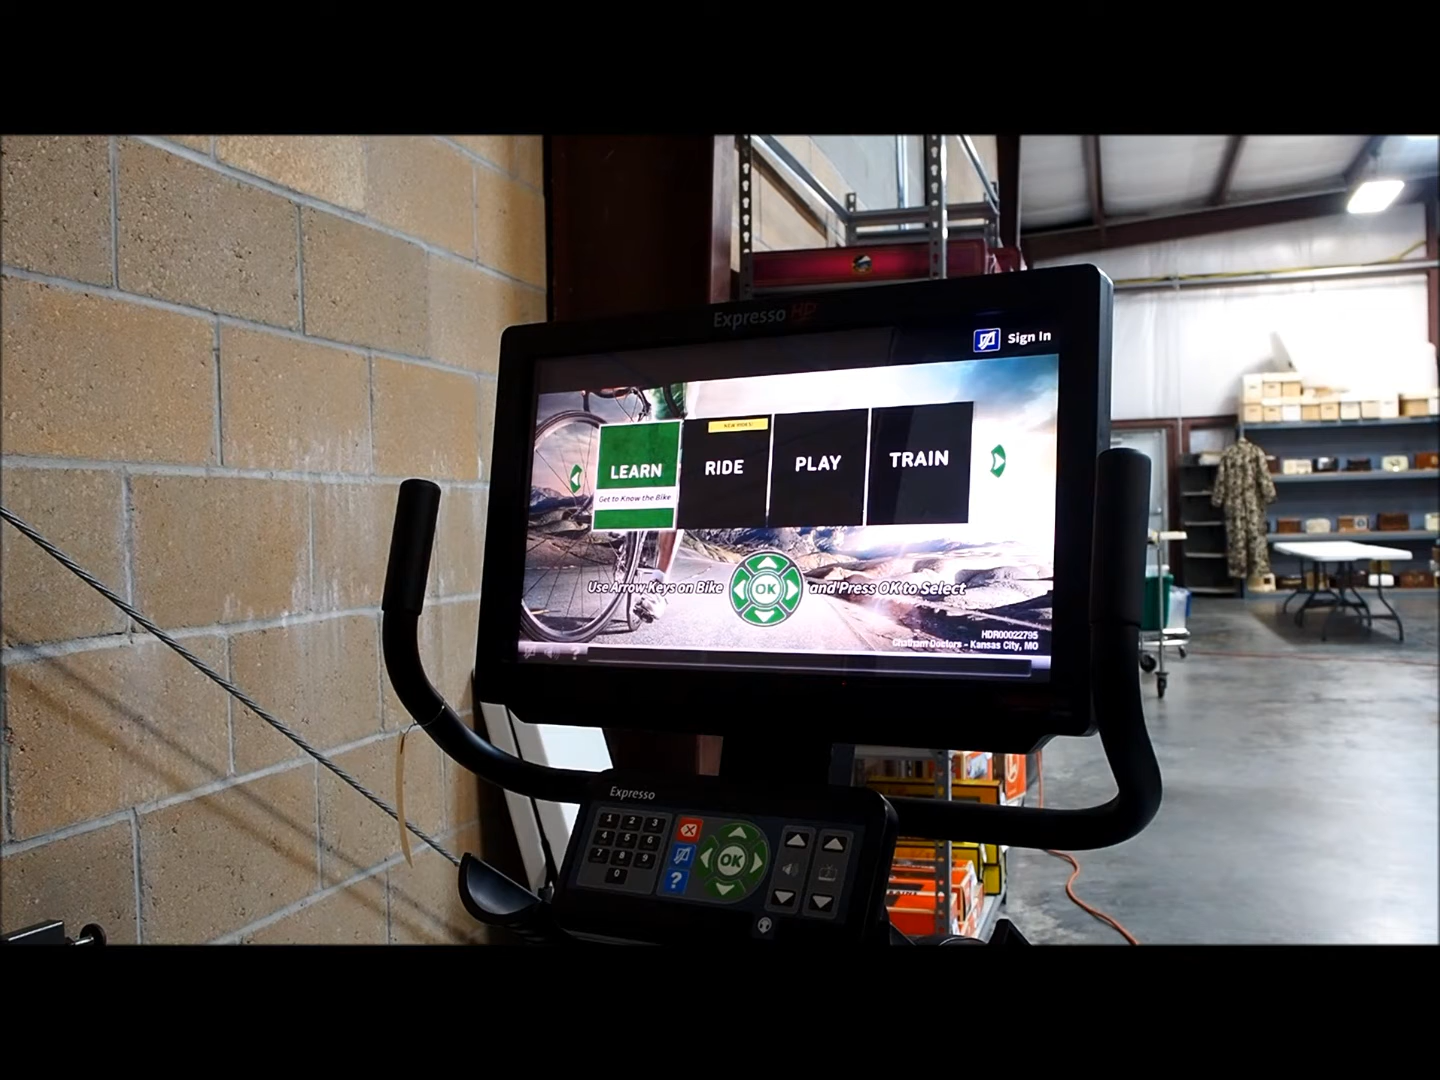 Expresso HD
Sign In
NEW RIDES!
LEARN
RIDE
PLAY
TRAIN
Get to Know the Bike
Use Arrow Keys on Bike
OK
and Press OK to Select
HDR00022795
Chatham Doctors - Kansas City, MO
Expresso
1 2 3
4 5 6
7 8 9
0
OK
?